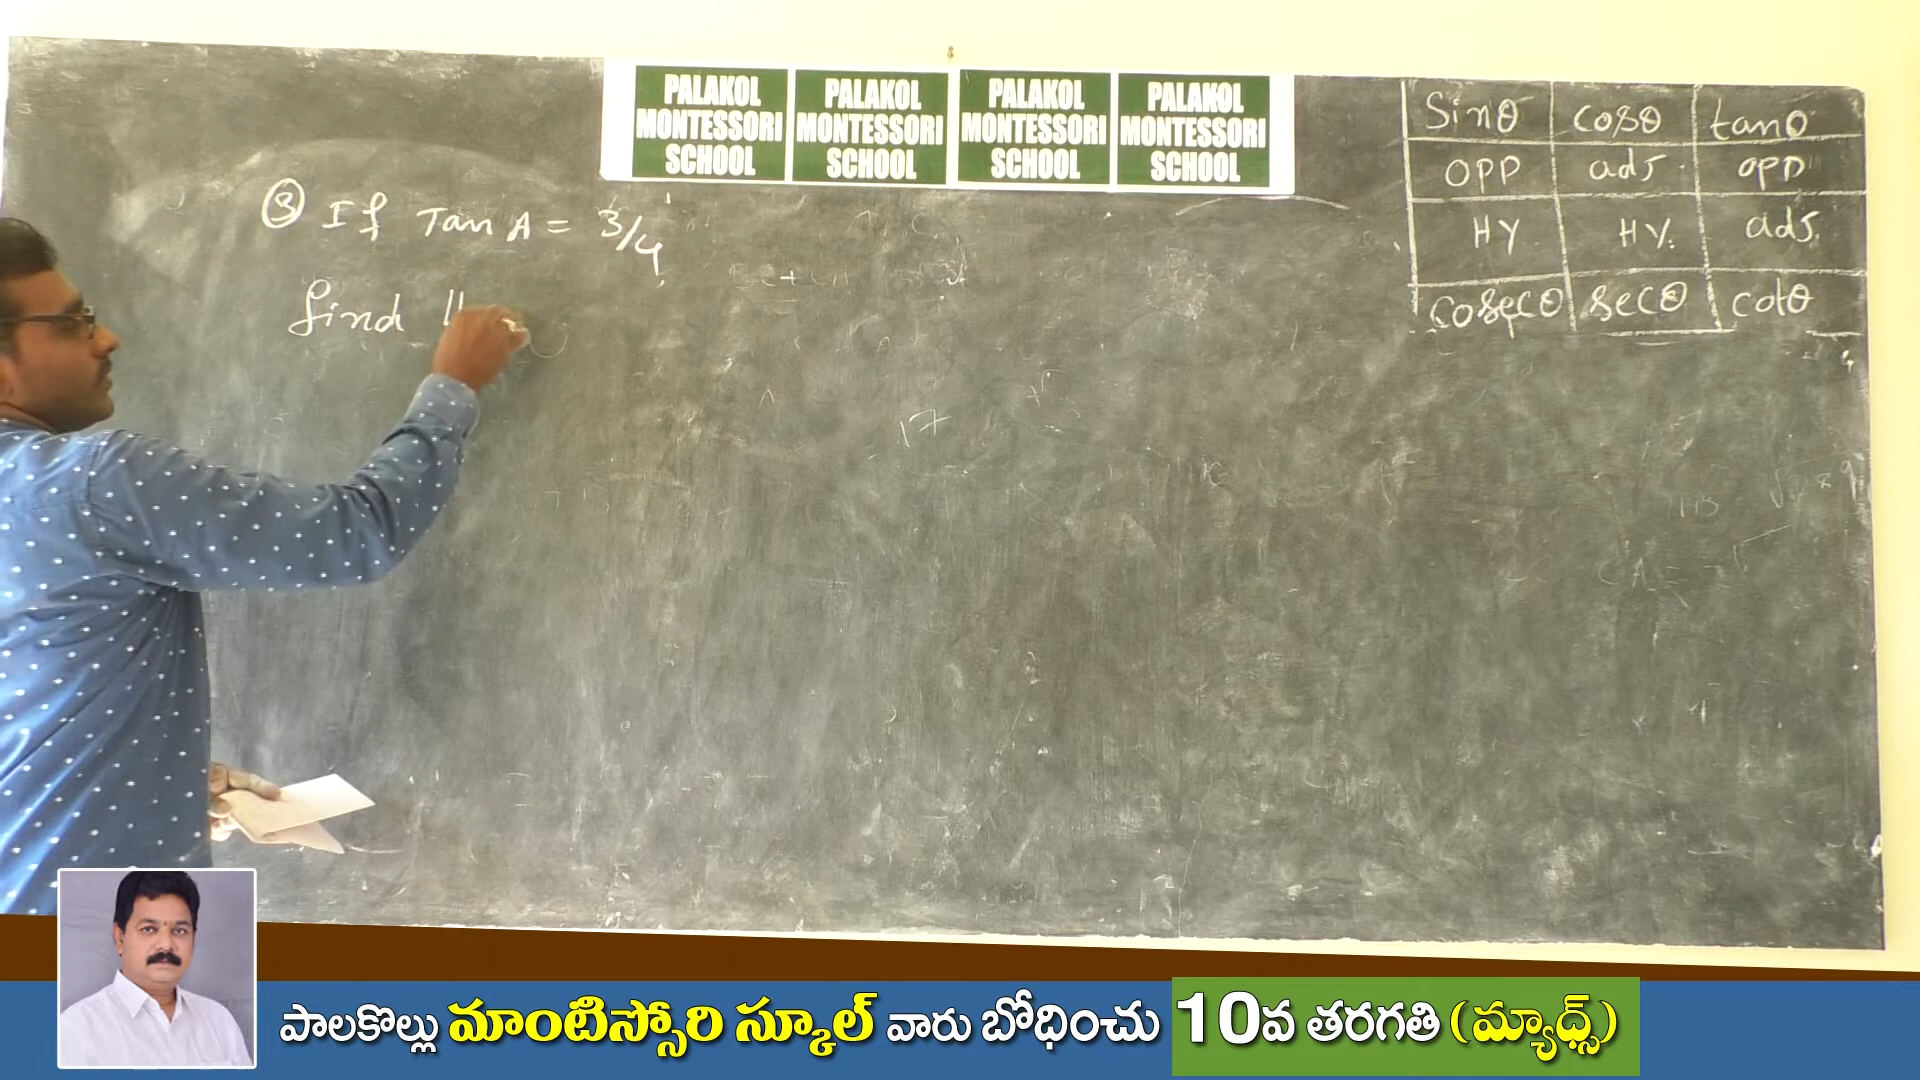 PALAKOL MONTESSORI SCHOOL
PALAKOL MONTESSORI SCHOOL
PALAKOL MONTESSORI SCHOOL
PALAKOL MONTESSORI SCHOOL
Sinθ cosθ tanθ
OPP adj OPP
HY HY. adj.
cosecθ secθ cotθ
③ If Tan A = 3/4
find
17
పాలకొల్లు మాంటిస్సోరి స్కూల్ వారు బోధించు 10వ తరగతి (మ్యాథ్స్)